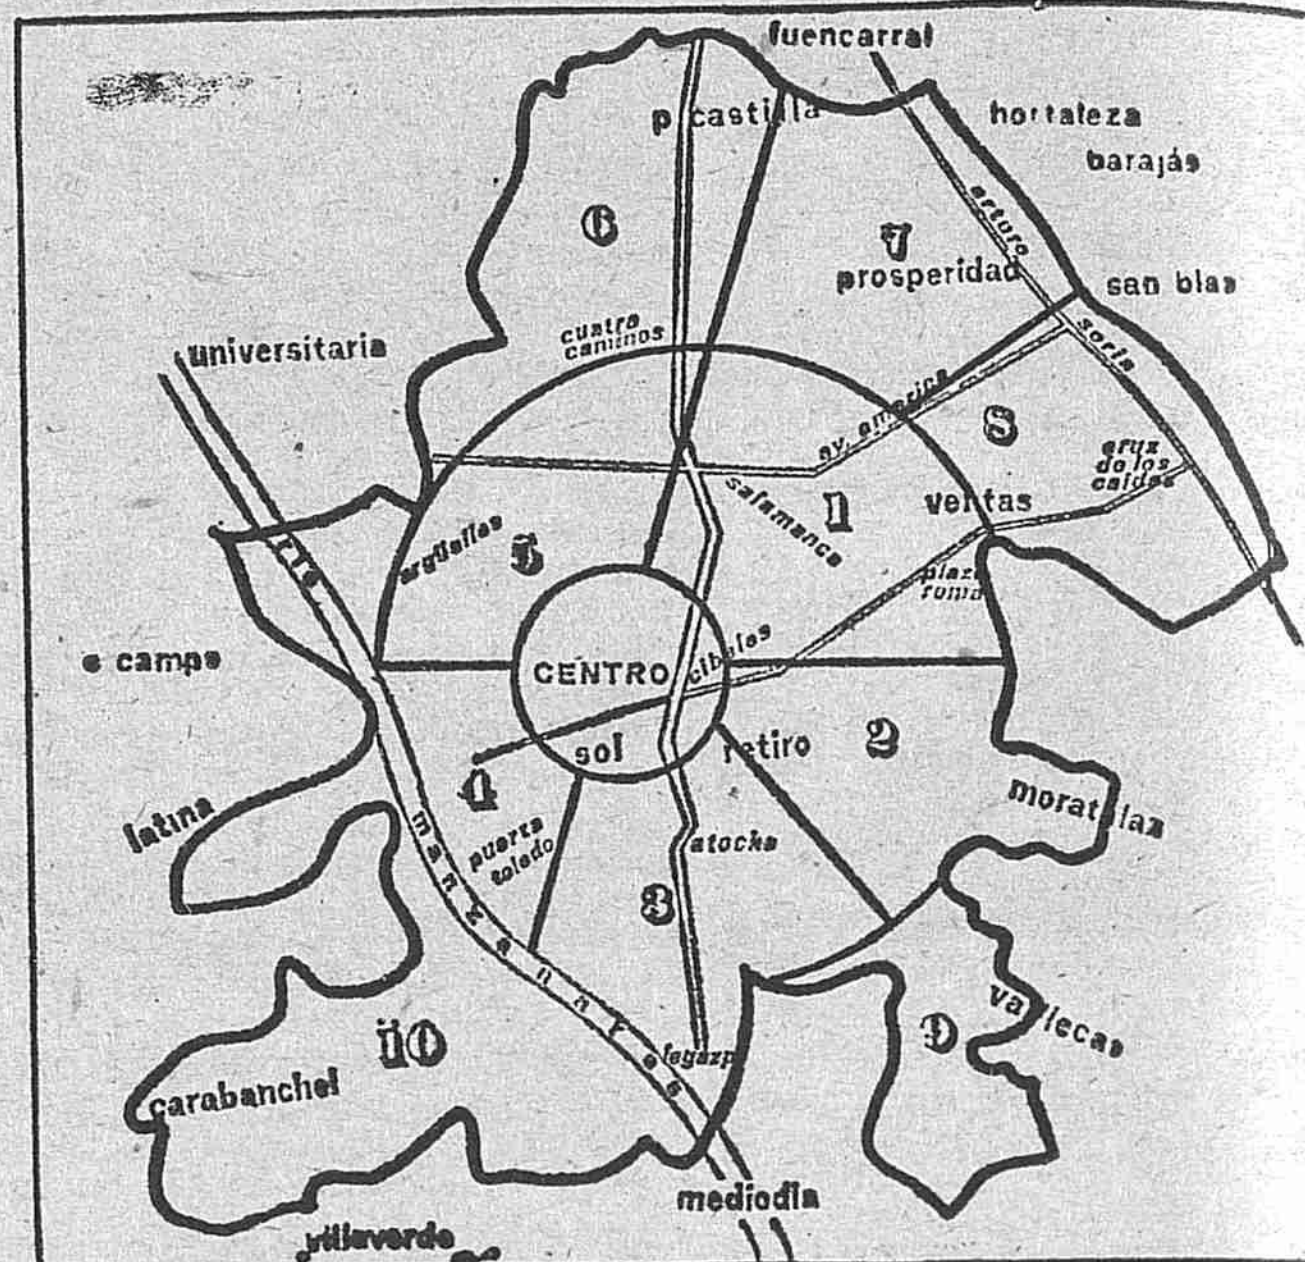 fuencarral
p castilla
hortaleza
barajás
6
7
arturo
prosperidad
san blas
cuatro
caminos
soria
universitaria
av. america
8
cruz
de los
caidos
salamanca
1
ventas
argüelles
5
rio
plaza
roma
c campo
CENTRO
cibeles
sol
retiro
2
4
moratalaz
latina
manzanares
puerta
toledo
atocha
3
vallecas
10
9
legazpi
carabanchel
mediodia
villaverde